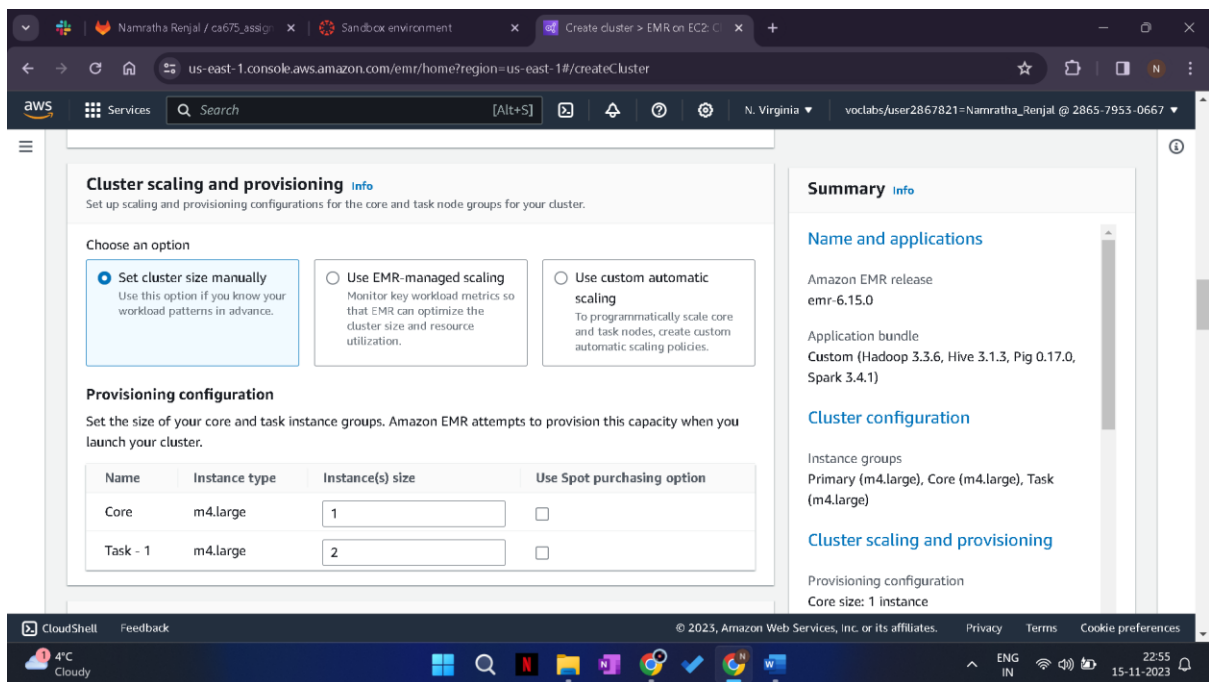 Namratha Renjal / ca675_assign
Sandbox environment
Create cluster > EMR on EC2: C
us-east-1.console.aws.amazon.com/emr/home?region=us-east-1#/createCluster
N
aws
Services
Search
[Alt+S]
N. Virginia
voclabs/user2867821=Namratha_Renjal @ 2865-7953-0667
Cluster scaling and provisioning Info
Set up scaling and provisioning configurations for the core and task node groups for your cluster.
Choose an option
Set cluster size manually
Use this option if you know your
workload patterns in advance.
Use EMR-managed scaling
Monitor key workload metrics so
that EMR can optimize the
cluster size and resource
utilization.
Use custom automatic
scaling
To programmatically scale core
and task nodes, create custom
automatic scaling policies.
Provisioning configuration
Set the size of your core and task instance groups. Amazon EMR attempts to provision this capacity when you
launch your cluster.
Name Instance type Instance(s) size Use Spot purchasing option
Core m4.large 1
Task - 1 m4.large 2
Summary Info
Name and applications
Amazon EMR release
emr-6.15.0
Application bundle
Custom (Hadoop 3.3.6, Hive 3.1.3, Pig 0.17.0,
Spark 3.4.1)
Cluster configuration
Instance groups
Primary (m4.large), Core (m4.large), Task
(m4.large)
Cluster scaling and provisioning
Provisioning configuration
Core size: 1 instance
CloudShell Feedback
© 2023, Amazon Web Services, Inc. or its affiliates. Privacy Terms Cookie preferences
1
4°C
Cloudy
ENG
IN
22:55
15-11-2023